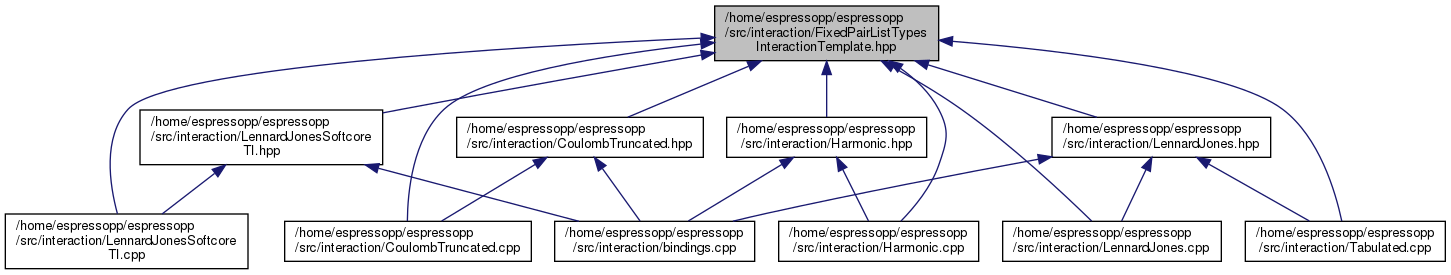 /home/espressopp/espressopp
/src/interaction/FixedPairListTypes
InteractionTemplate.hpp
/home/espressopp/espressopp
/src/interaction/LennardJonesSoftcore
TI.hpp
/home/espressopp/espressopp
/src/interaction/CoulombTruncated.hpp
/home/espressopp/espressopp
/src/interaction/Harmonic.hpp
/home/espressopp/espressopp
/src/interaction/LennardJones.hpp
/home/espressopp/espressopp
/src/interaction/LennardJonesSoftcore
TI.cpp
/home/espressopp/espressopp
/src/interaction/CoulombTruncated.cpp
/home/espressopp/espressopp
/src/interaction/bindings.cpp
/home/espressopp/espressopp
/src/interaction/Harmonic.cpp
/home/espressopp/espressopp
/src/interaction/LennardJones.cpp
/home/espressopp/espressopp
/src/interaction/Tabulated.cpp